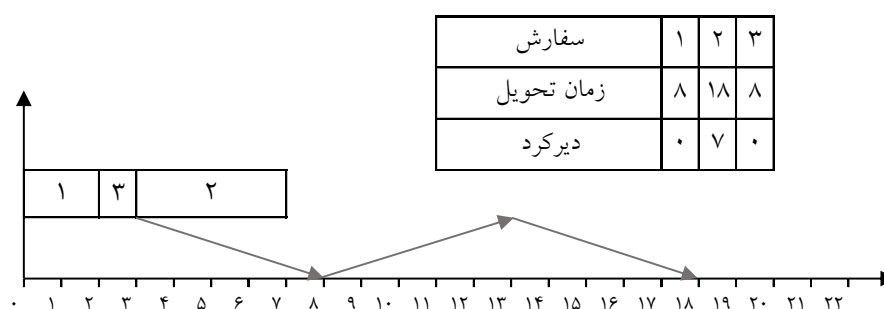 سفارش ۱ ۲ ۳
زمان تحویل ۸ ۱۸ ۸
دیرکرد ۰ ۷ ۰
۱ ۳ ۲
۰ ۱ ۲ ۳ ۴ ۵ ۶ ۷ ۸ ۹ ۱۰ ۱۱ ۱۲ ۱۳ ۱۴ ۱۵ ۱۶ ۱۷ ۱۸ ۱۹ ۲۰ ۲۱ ۲۲